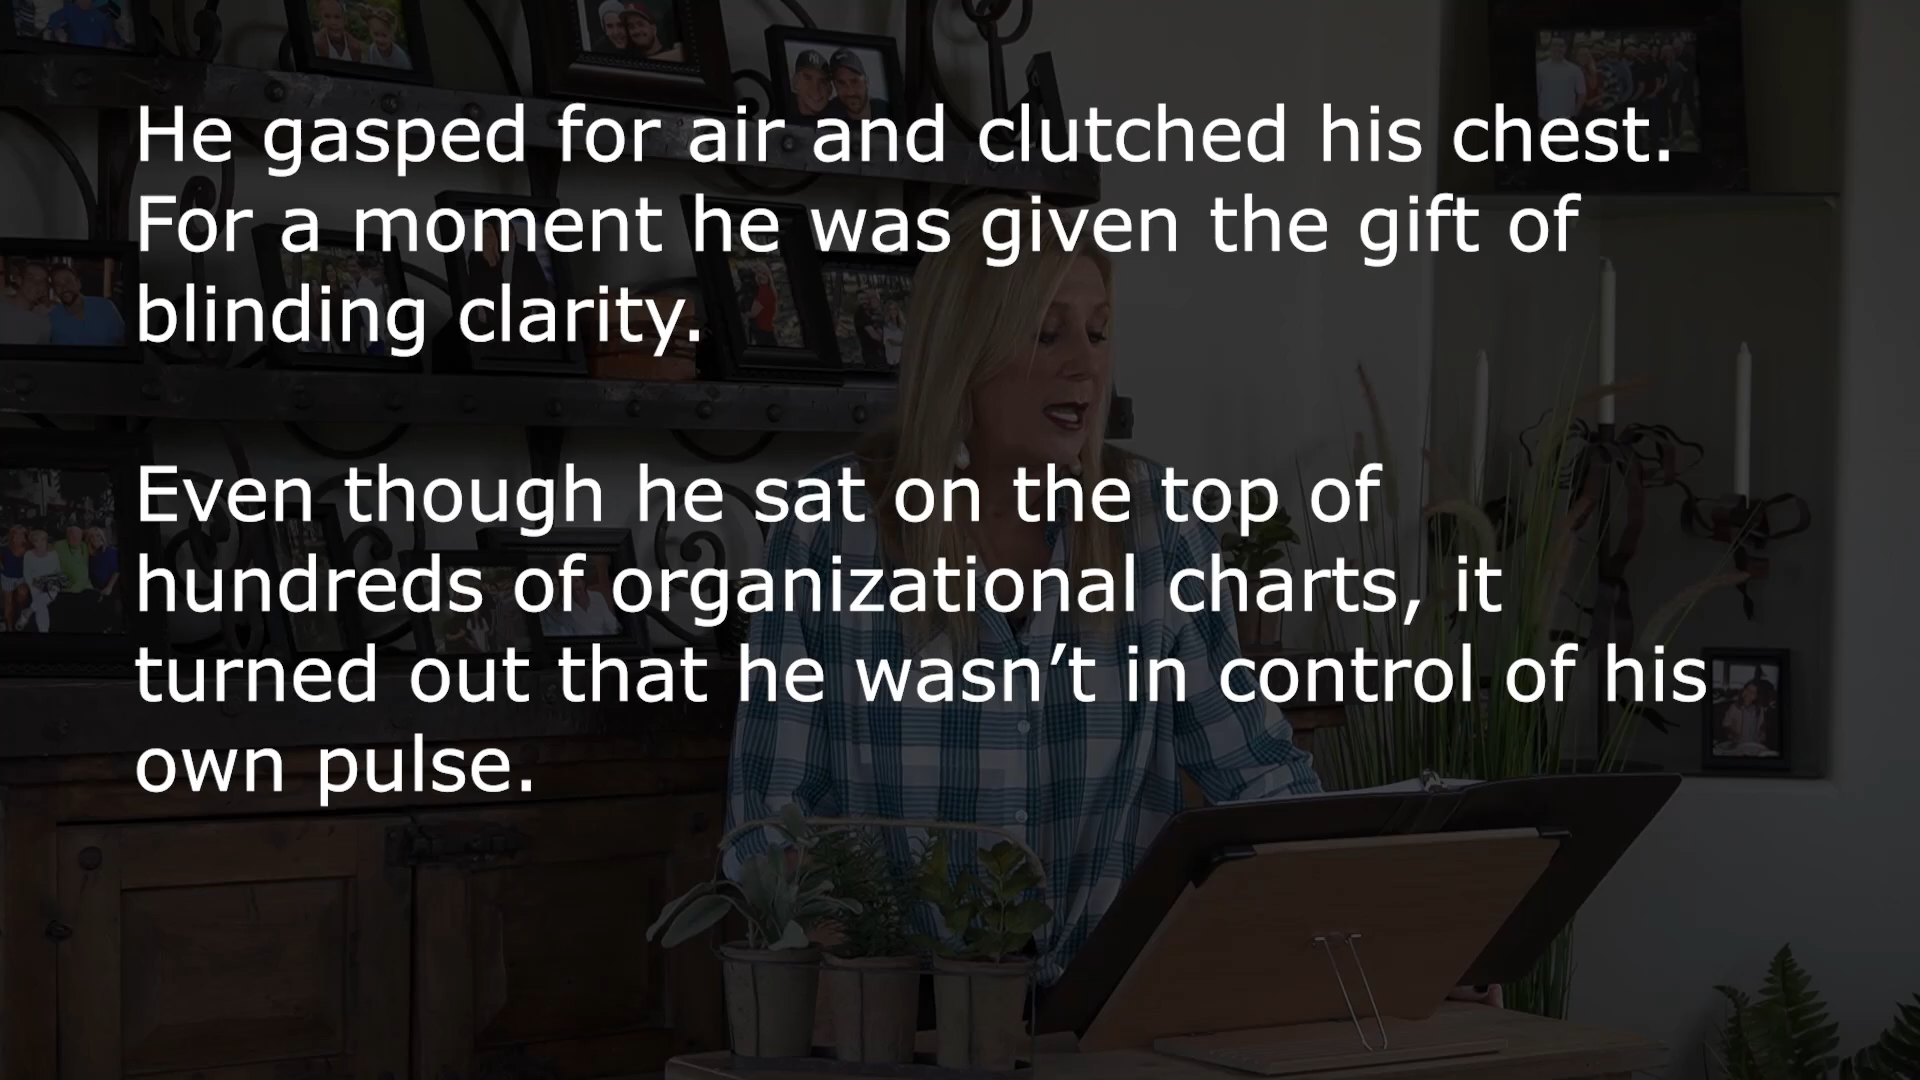 He gasped for air and clutched his chest.
For a moment he was given the gift of
blinding clarity.
Even though he sat on the top of
hundreds of organizational charts, it
turned out that he wasn’t in control of his
own pulse.